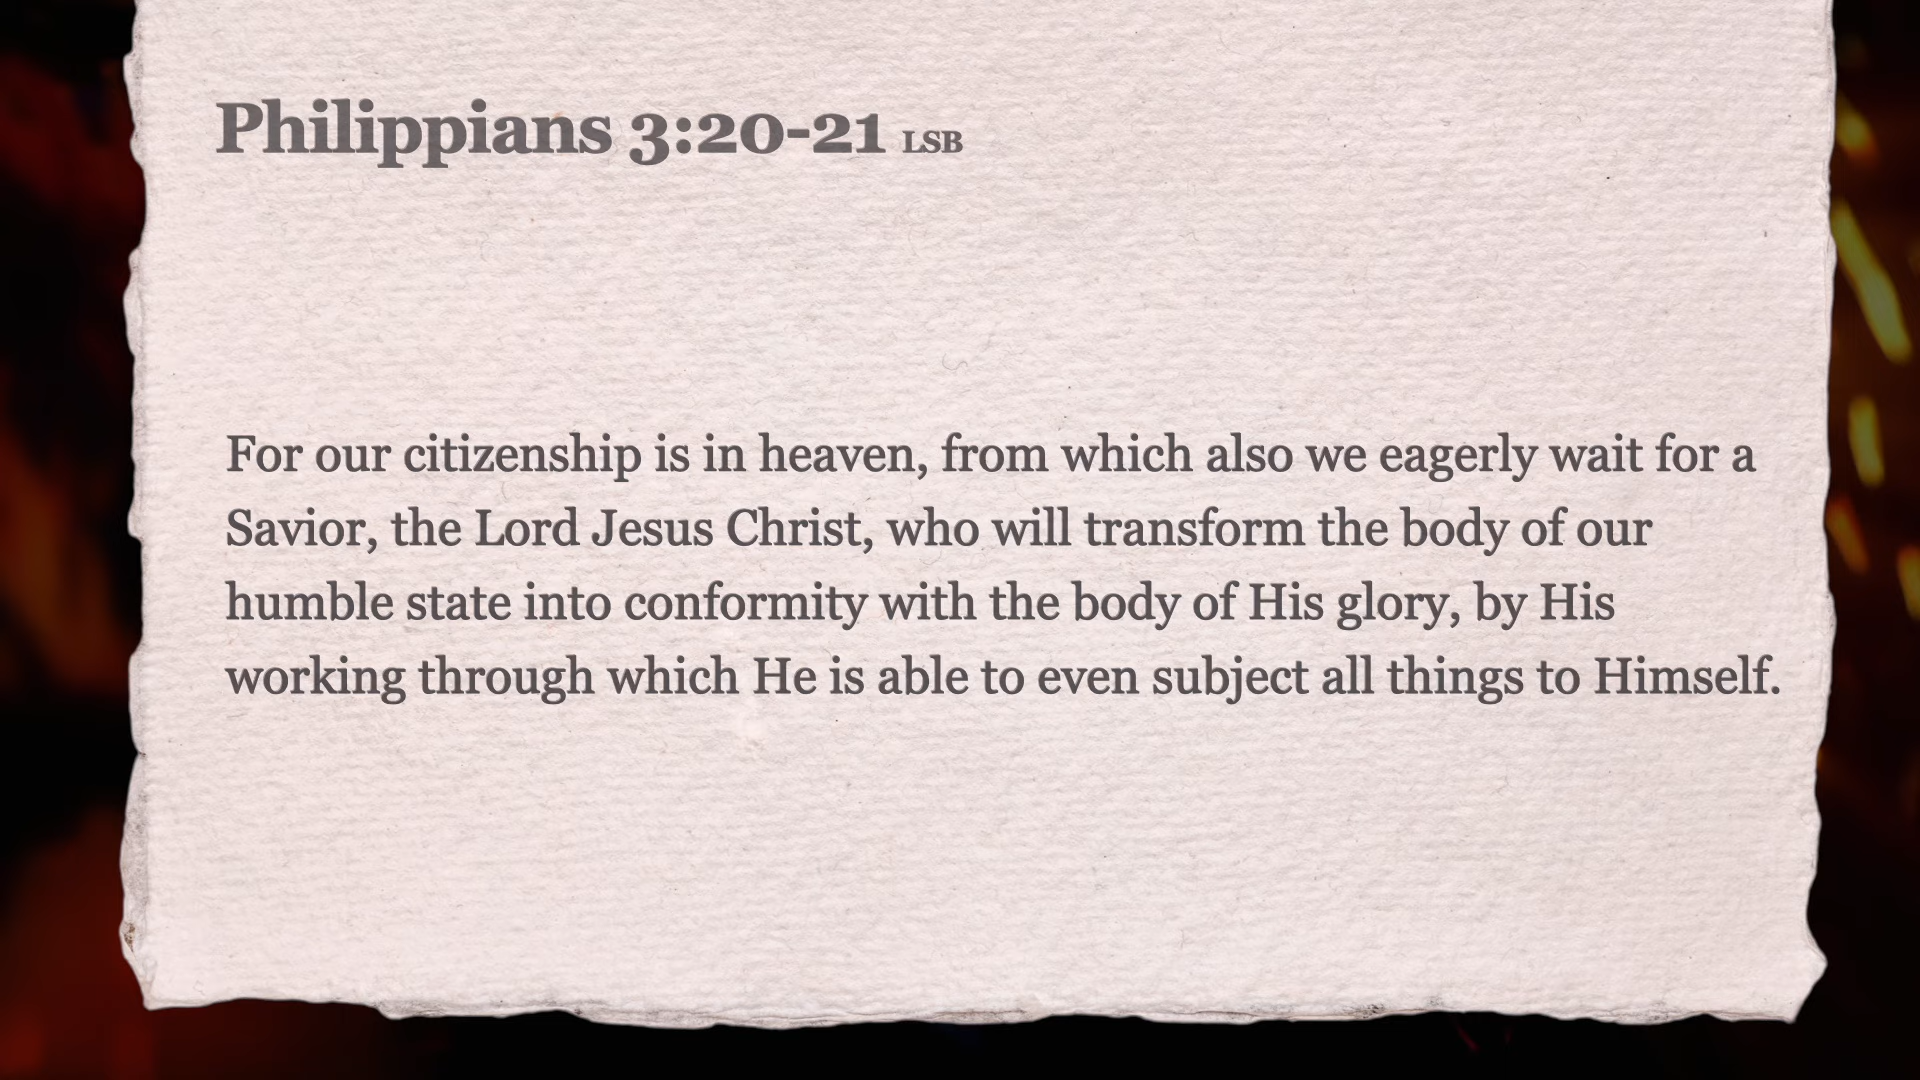 Philippians 3:20-21 LSB
For our citizenship is in heaven, from which also we eagerly wait for a
Savior, the Lord Jesus Christ, who will transform the body of our
humble state into conformity with the body of His glory, by His
working through which He is able to even subject all things to Himself.